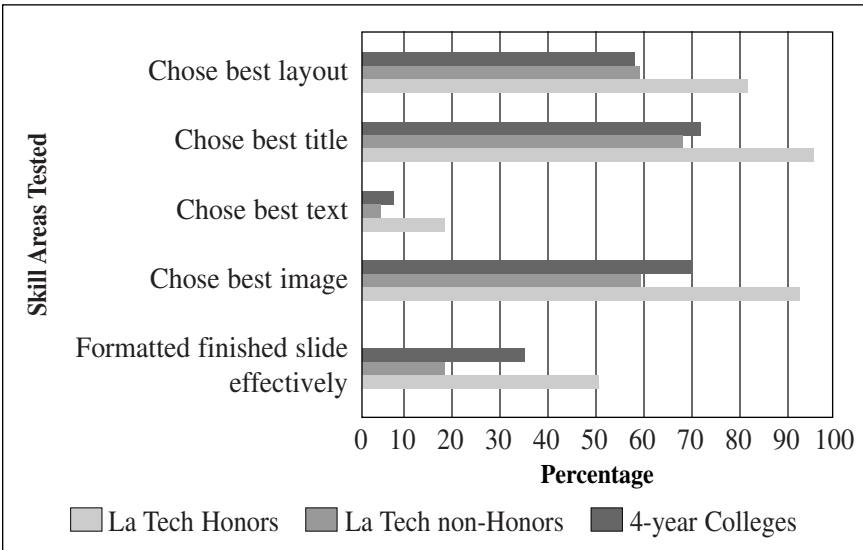 Skill Areas Tested
Chose best layout
Chose best title
Chose best text
Chose best image
Formatted finished slide
effectively
0 10 20 30 40 50 60 70 80 90 100
Percentage
La Tech Honors La Tech non-Honors 4-year Colleges